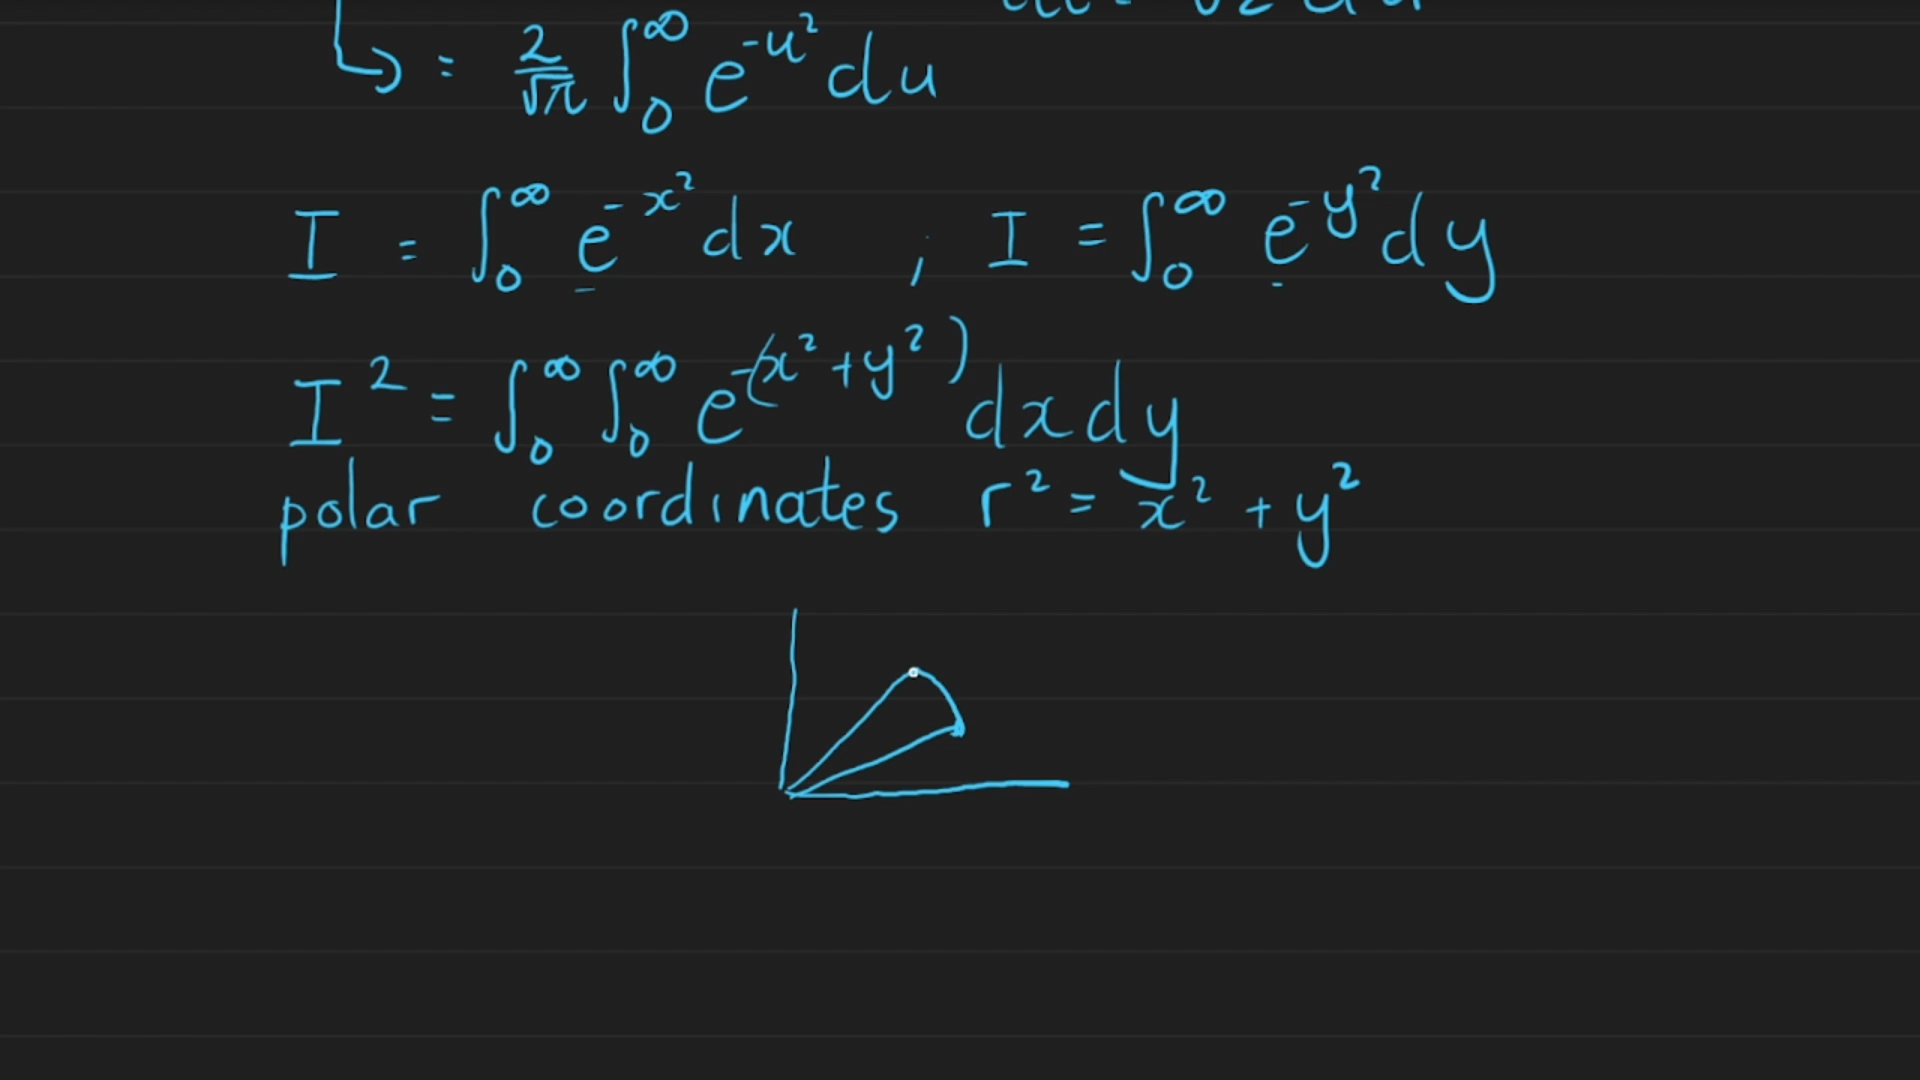 = 2/√π ∫₀^∞ e^(-u²) du
I = ∫₀^∞ e^(-x²) dx , I = ∫₀^∞ e^(-y²) dy
I² = ∫₀^∞ ∫₀^∞ e^(-(x²+y²)) dx dy
polar coordinates r² = x² + y²